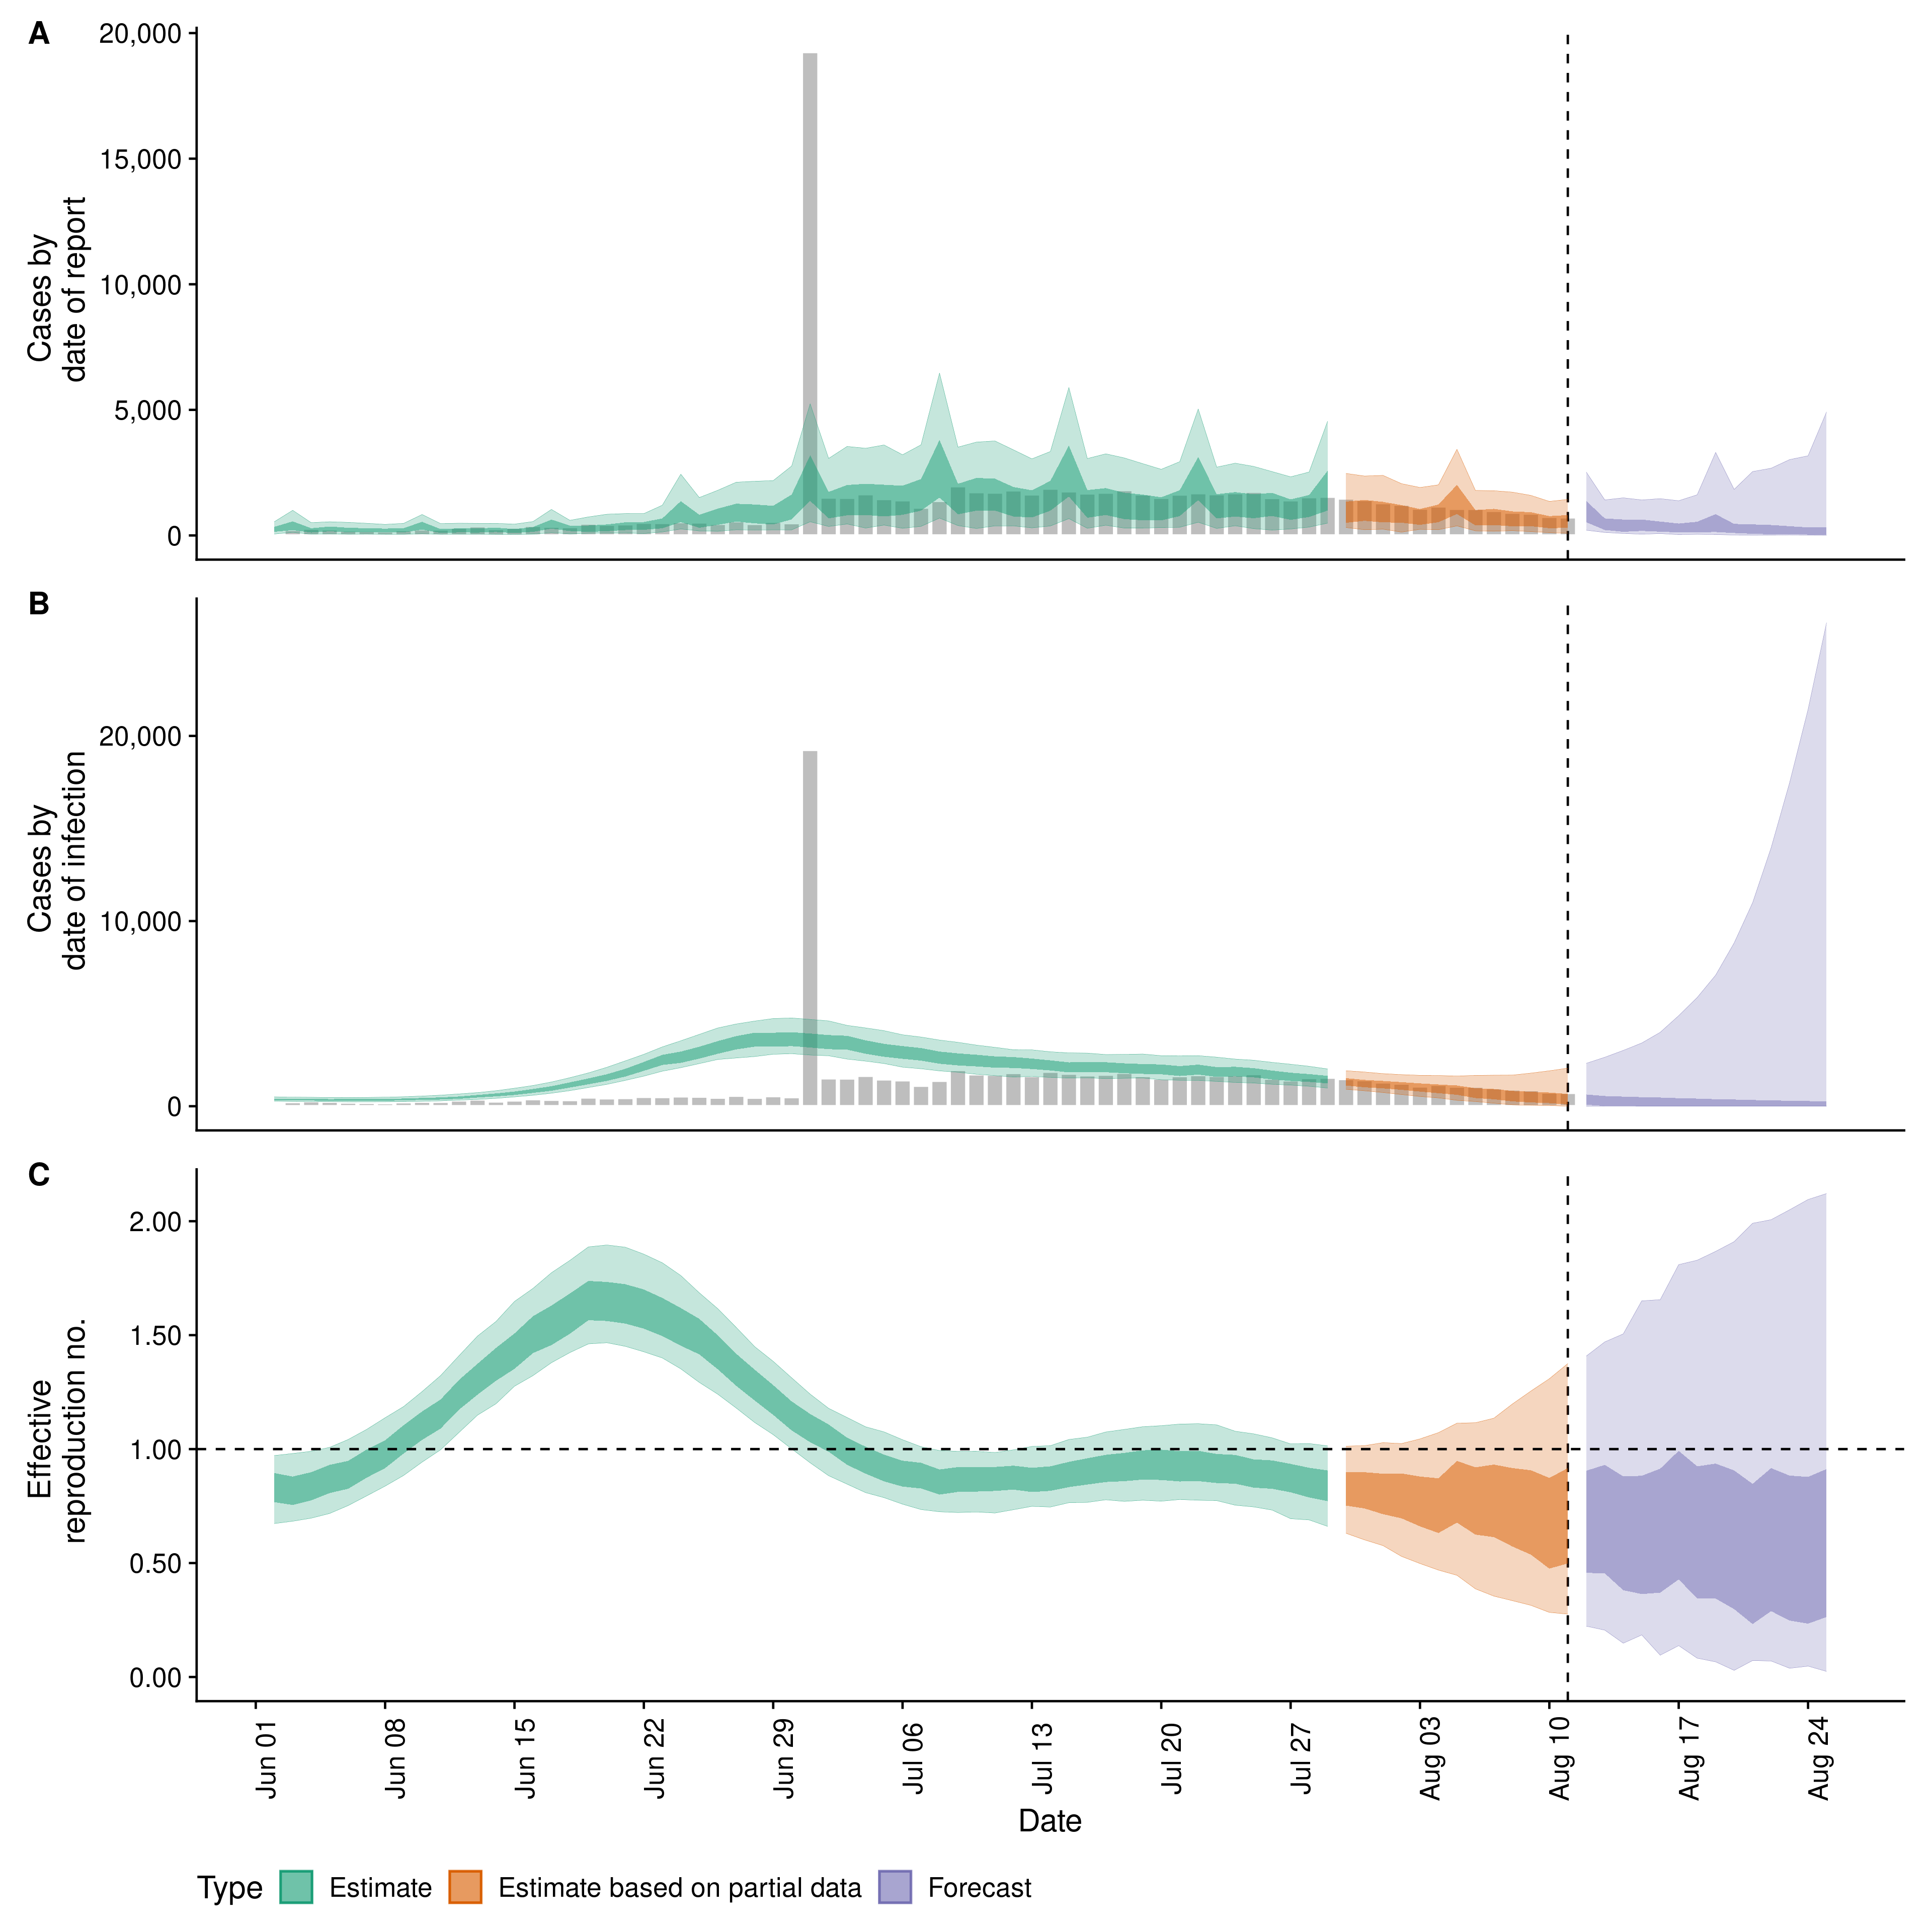 A
20,000
15,000
10,000
5,000
0
Cases by
date of report
B
20,000
10,000
0
Cases by
date of infection
C
2.00
1.50
1.00
0.50
0.00
Effective
reproduction no.
Jun 01
Jun 08
Jun 15
Jun 22
Jun 29
Jul 06
Jul 13
Jul 20
Jul 27
Aug 03
Aug 10
Aug 17
Aug 24
Date
Type
Estimate
Estimate based on partial data
Forecast